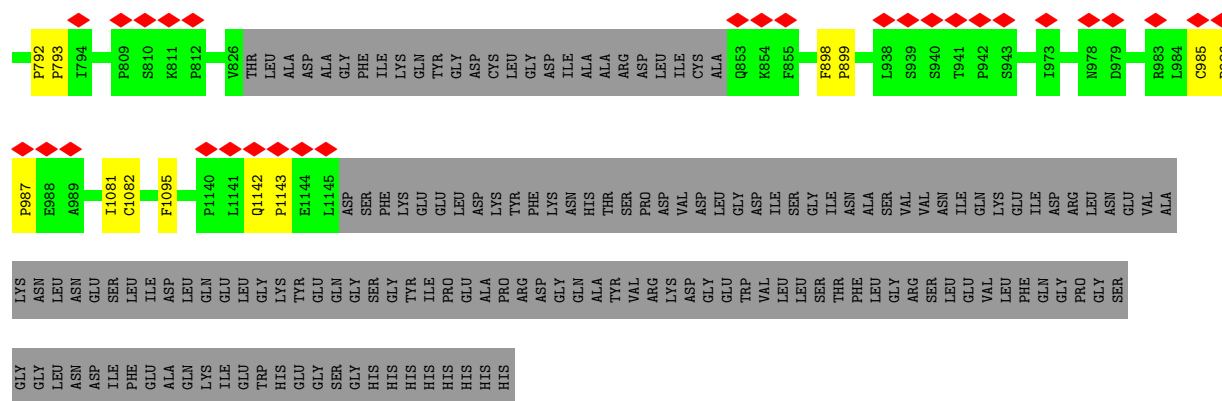 P792 P793 I794 P809 S810 K811 P812 V826 THR LEU ALA ASP ALA GLY PHE ILE LYS GLN TYR GLY ASP CYS LEU GLY ASP ILE ALA ALA ARG ASP LEU ILE CYS ALA Q853 K854 F855 F898 P899 L938 S939 S940 T941 P942 S943 I973 N978 D979 R983 L984 C985
P987 E988 A989 I1081 C1082 F1095 P1140 L1141 Q1142 P1143 E1144 L1145 ASP SER PHE LYS GLU GLU LEU ASP LYS TYR PHE LYS ASN HIS THR SER PRO ASP VAL ASP LEU GLY ASP ILE SER GLY ILE ASN ALA SER VAL VAL ASN ILE GLN LYS GLU ILE ASP ARG LEU ASN GLU VAL ALA
LYS ASN LEU ASN GLU SER LEU ILE ASP LEU GLN GLU LEU GLY LYS TYR GLU GLN GLY SER GLY TYR ILE PRO GLU ALA PRO ARG ASP GLY GLN ALA TYR VAL ARG LYS ASP GLY GLU TRP VAL LEU LEU SER THR PHE LEU GLY ARG SER LEU GLU VAL LEU PHE GLN GLY PRO GLY SER
GLY GLY LEU ASN ASP ILE PHE GLU ALA GLN LYS ILE GLU TRP HIS GLU GLY SER GLY HIS HIS HIS HIS HIS HIS HIS HIS